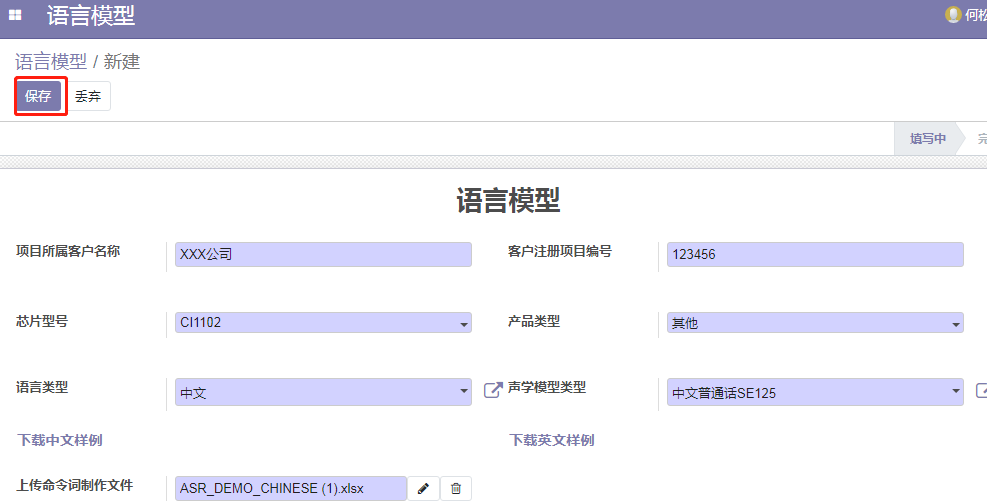 语言模型
语言模型 / 新建
保存 丢弃
填写中
语言模型
项目所属客户名称 XXX公司 客户注册项目编号 123456
芯片型号 CI1102 产品类型 其他
语言类型 中文 声学模型类型 中文普通话SE125
下载中文样例 下载英文样例
上传命令词制作文件 ASR_DEMO_CHINESE (1).xlsx